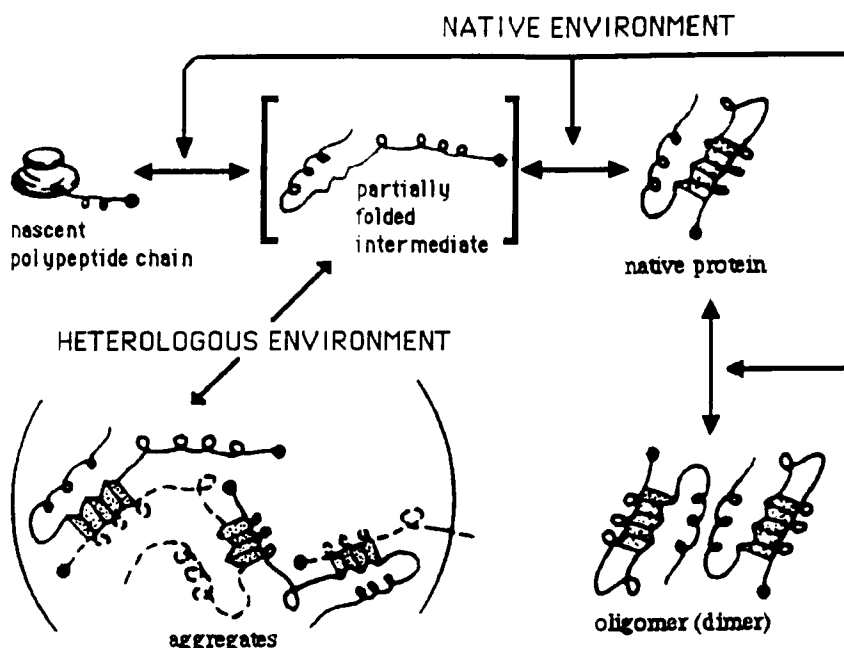 NATIVE ENVIRONMENT
nascent
polypeptide chain
partially
folded
intermediate
native protein
HETEROLOGOUS ENVIRONMENT
aggregates
oligomer (dimer)